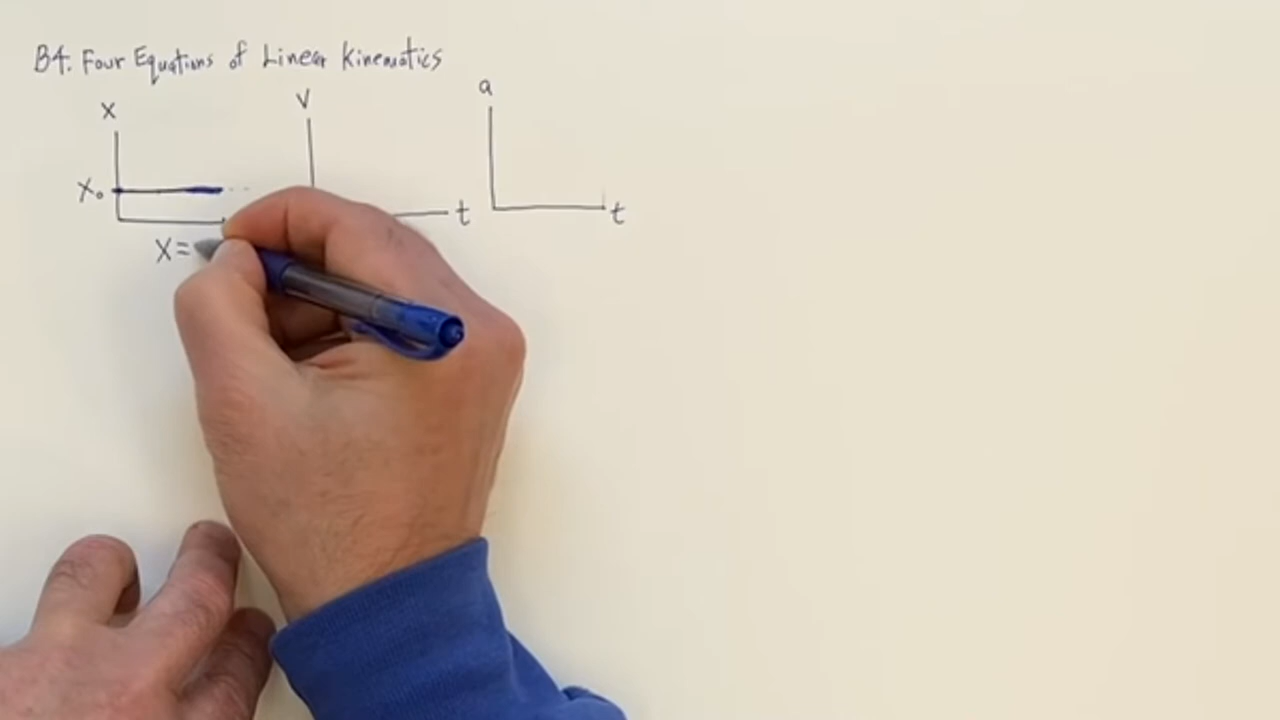 B4. Four Equations of Linear Kinematics
x v a
x₀
t t
x=